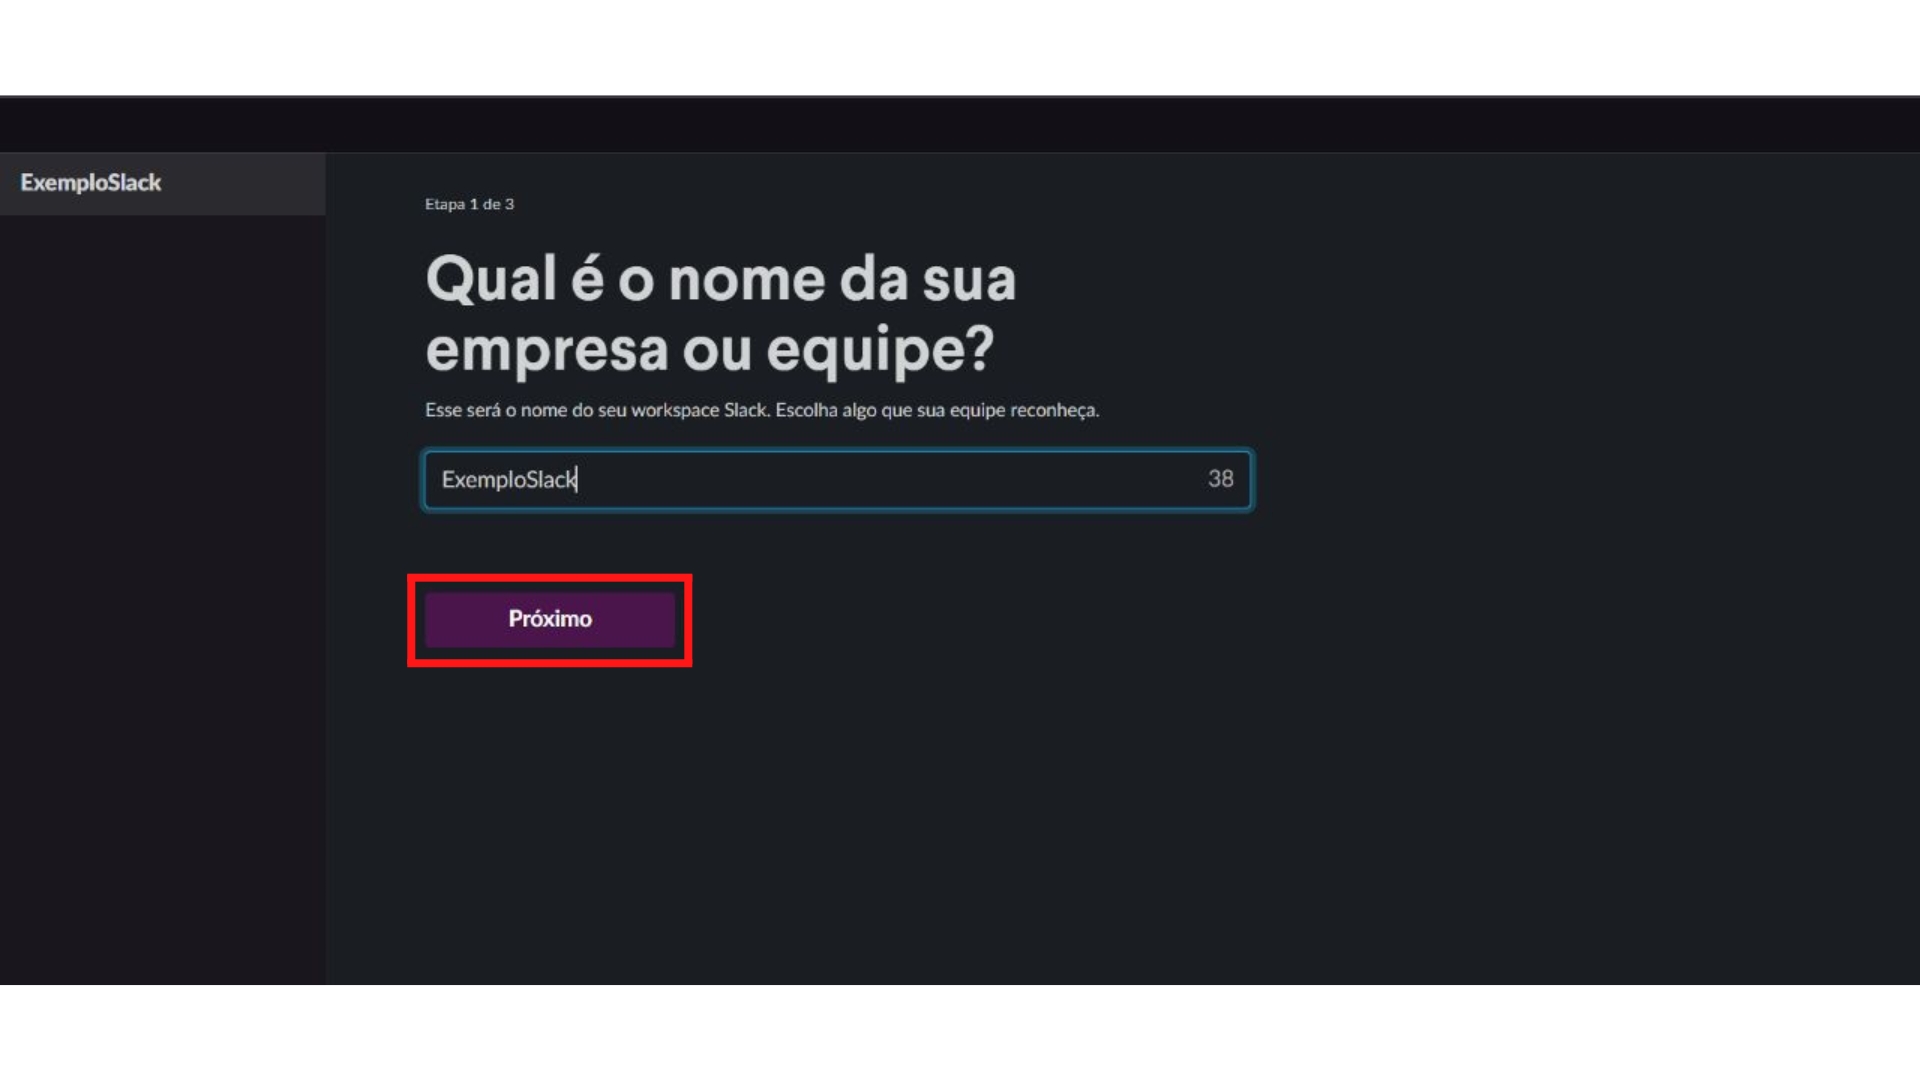 ExemploSlack
Etapa 1 de 3
Qual é o nome da sua
empresa ou equipe?
Esse será o nome do seu workspace Slack. Escolha algo que sua equipe reconheça.
ExemploSlack 38
Próximo